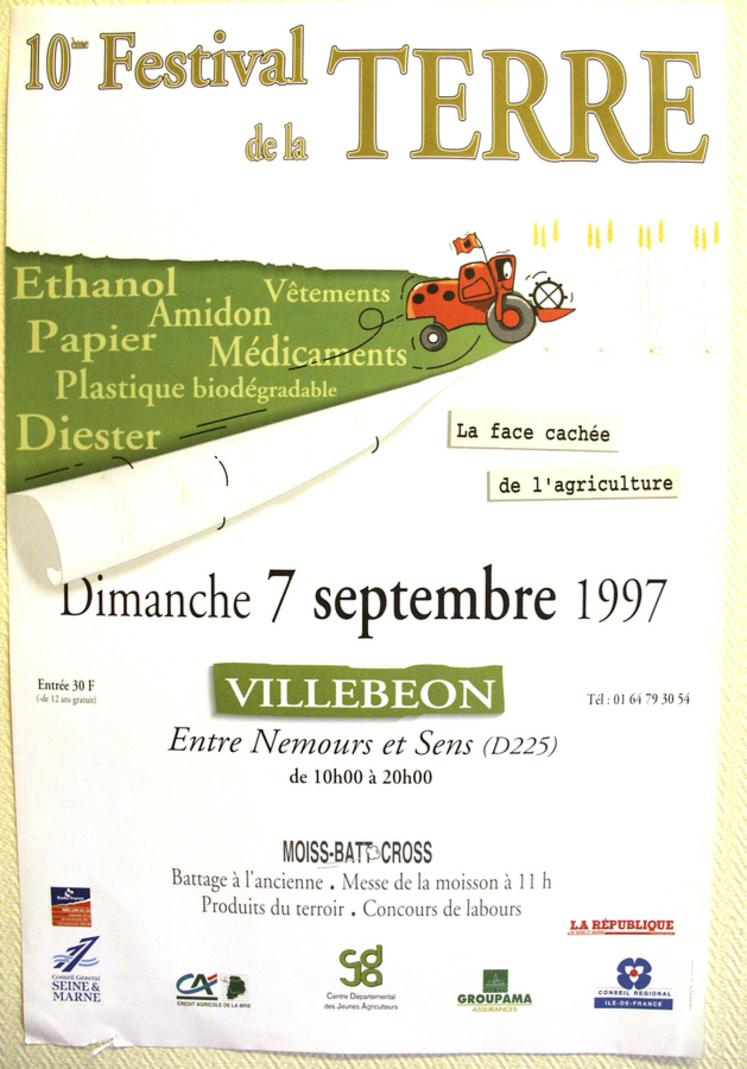 10ème Festival
de la TERRE
Ethanol
Vêtements
Amidon
Papier
Médicaments
Plastique biodégradable
Diester
La face cachée
de l'agriculture
Dimanche 7 septembre 1997
Entrée 30 F
(-de 12 ans gratuit)
VILLEBEON
Tél : 01 64 79 30 54
Entre Nemours et Sens (D225)
de 10h00 à 20h00
MOISS-BATT CROSS
Battage à l'ancienne . Messe de la moisson à 11 h
Produits du terroir . Concours de labours
LA RÉPUBLIQUE
Conseil Général
SEINE &
MARNE
CA
CREDIT AGRICOLE DE LA BRIE
cdja
Centre Départemental
des Jeunes Agriculteurs
GROUPAMA
ASSURANCES
CONSEIL REGIONAL
ILE-DE-FRANCE